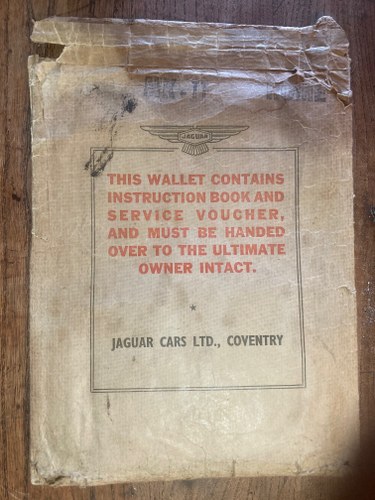 JAGUAR
THIS WALLET CONTAINS
INSTRUCTION BOOK AND
SERVICE VOUCHER,
AND MUST BE HANDED
OVER TO THE ULTIMATE
OWNER INTACT.
JAGUAR CARS LTD., COVENTRY